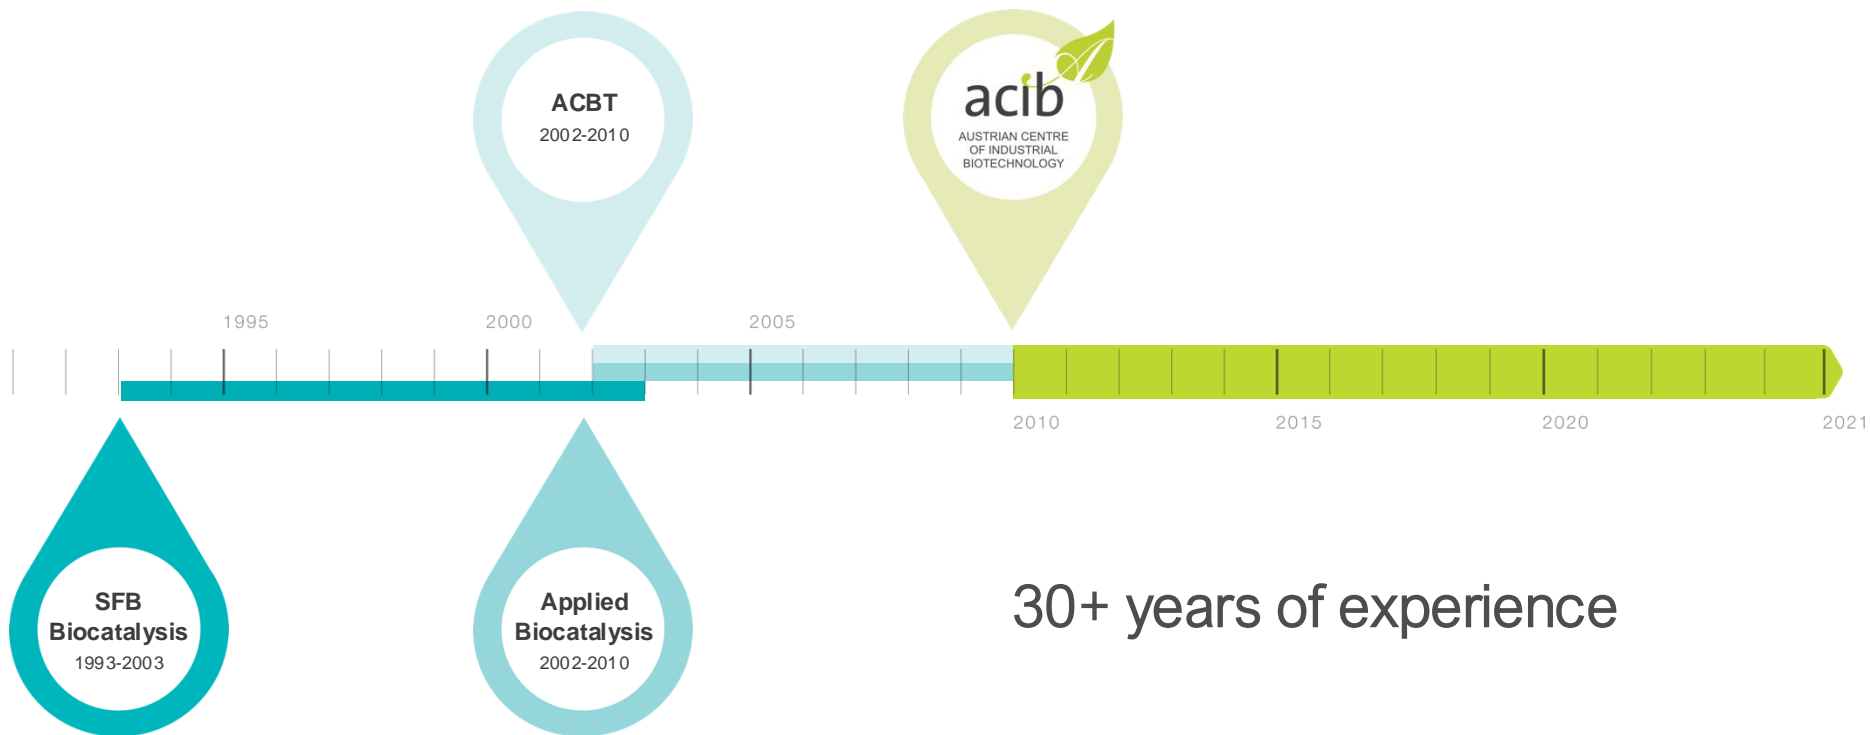 ACBT
2002-2010
acib
AUSTRIAN CENTRE
OF INDUSTRIAL
BIOTECHNOLOGY
1995
2000
2005
2010
2015
2020
2021
SFB
Biocatalysis
1993-2003
Applied
Biocatalysis
2002-2010
30+ years of experience